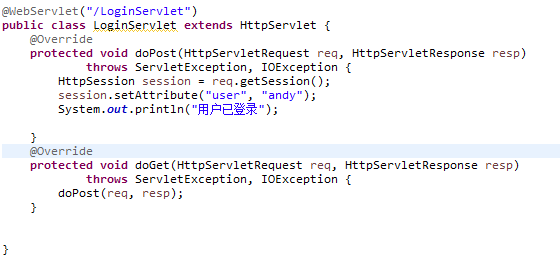 @WebServlet("/LoginServlet")
public class LoginServlet extends HttpServlet {
    @Override
    protected void doPost(HttpServletRequest req, HttpServletResponse resp)
            throws ServletException, IOException {
        HttpSession session = req.getSession();
        session.setAttribute("user", "andy");
        System.out.println("用户已登录");
    }
    @Override
    protected void doGet(HttpServletRequest req, HttpServletResponse resp)
            throws ServletException, IOException {
        doPost(req, resp);
    }
}